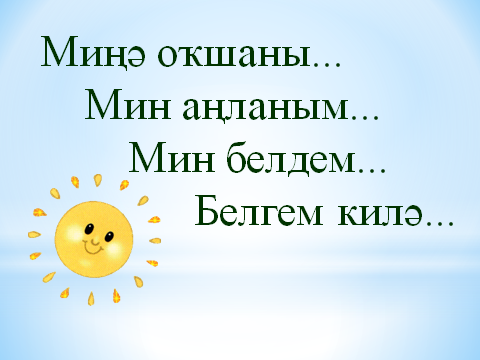 Миңә оҡшаны...
Мин аңланым...
Мин белдем...
Белгем килә...